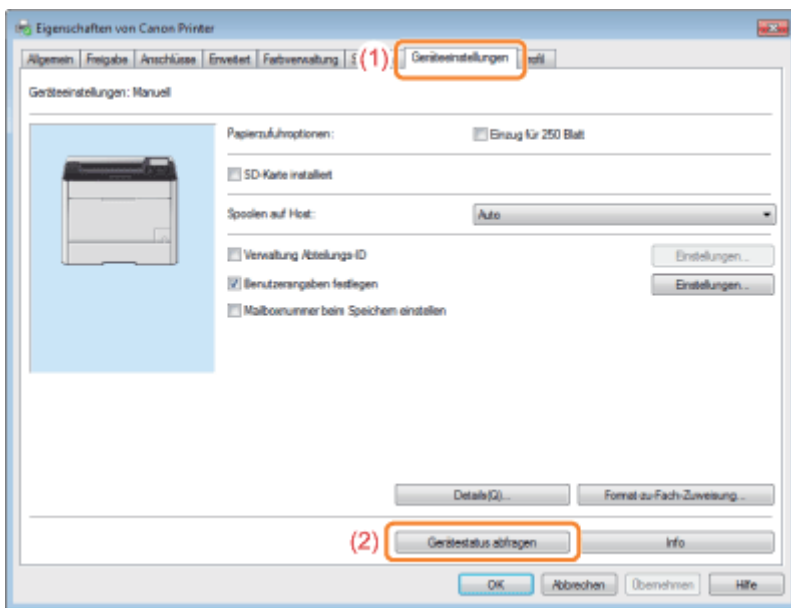 Eigenschaften von Canon Printer
Allgemein Freigabe Anschlüsse Erweitert Farbverwaltung (1) Geräteeinstellungen
Geräteeinstellungen: Manuell
Papierzufuhroptionen: Einzug für 250 Blatt
SD-Karte installiert
Spoolen auf Host: Auto
Verwaltung Abteilungs-ID Einstellungen...
Benutzerangaben festlegen Einstellungen...
Mailboxnummer beim Speichern einstellen
Details(Q)... Format-zu-Fach-Zuweisung...
(2) Gerätestatus abfragen Info
OK Abbrechen Übernehmen Hilfe